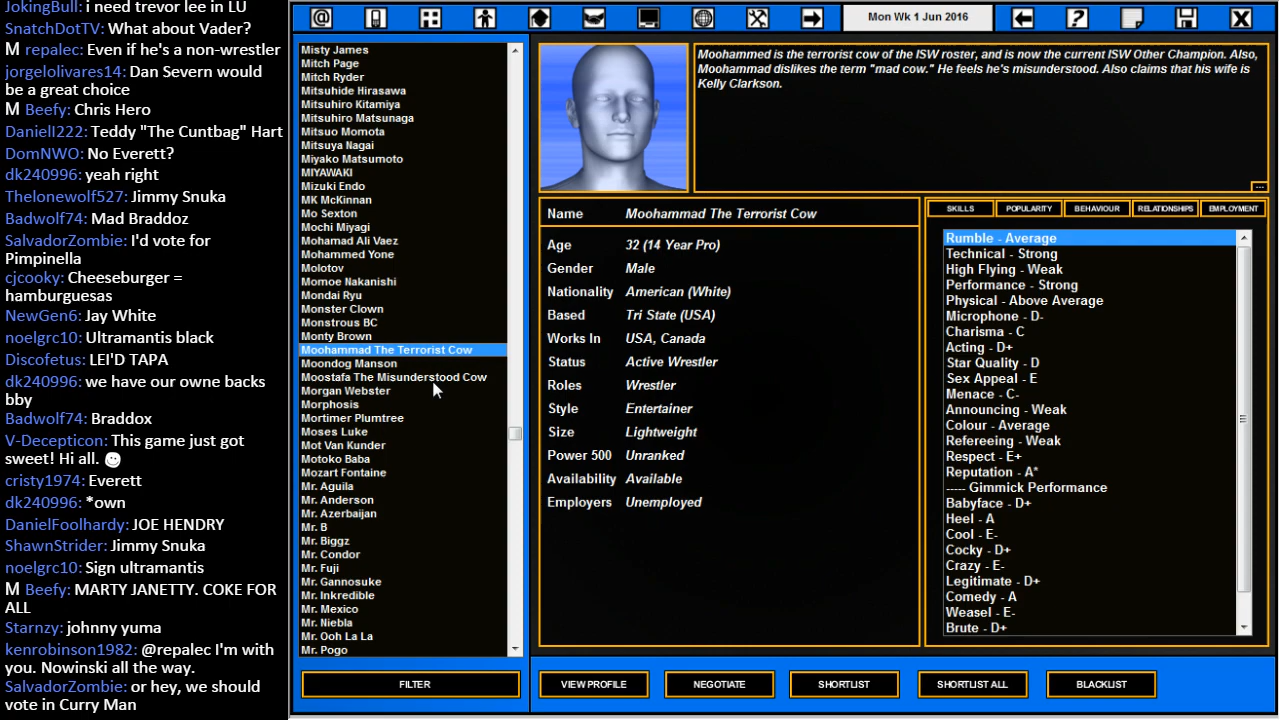 JokingBull: i need trevor lee in LU
SnatchDotTV: What about Vader?
M repalec: Even if he's a non-wrestler
jorgelolivares14: Dan Severn would
be a great choice
M Beefy: Chris Hero
DanielI222: Teddy "The Cuntbag" Hart
DomNWO: No Everett?
dk240996: yeah right
Thelonewolf527: Jimmy Snuka
Badwolf74: Mad Braddoz
SalvadorZombie: I'd vote for
Pimpinella
cjcooky: Cheeseburger =
hamburguesas
NewGen6: Jay White
noelgrc10: Ultramantis black
Discofetus: LEI'D TAPA
dk240996: we have our owne backs
bby
Badwolf74: Braddox
V-Decepticon: This game just got
sweet! Hi all.
cristy1974: Everett
dk240996: *own
DanielFoolhardy: JOE HENDRY
ShawnStrider: Jimmy Snuka
noelgrc10: Sign ultramantis
M Beefy: MARTY JANETTY. COKE FOR
ALL
Starnzy: johnny yuma
kenrobinson1982: @repalec I'm with
you. Nowinski all the way.
SalvadorZombie: or hey, we should
vote in Curry Man
Mon Wk 1 Jun 2016
Misty James
Mitch Page
Mitch Ryder
Mitsuhide Hirasawa
Mitsuhiro Kitamiya
Mitsuhiro Matsunaga
Mitsuo Momota
Mitsuya Nagai
Miyako Matsumoto
MIYAWAKI
Mizuki Endo
MK McKinnan
Mo Sexton
Mochi Miyagi
Mohamad Ali Vaez
Mohammed Yone
Molotov
Momoe Nakanishi
Mondai Ryu
Monster Clown
Monstrous BC
Monty Brown
Moohammad The Terrorist Cow
Moondog Manson
Moostafa The Misunderstood Cow
Morgan Webster
Morphosis
Mortimer Plumtree
Moses Luke
Mot Van Kunder
Motoko Baba
Mozart Fontaine
Mr. Aguila
Mr. Anderson
Mr. Azerbaijan
Mr. B
Mr. Biggz
Mr. Condor
Mr. Fuji
Mr. Gannosuke
Mr. Inkredible
Mr. Mexico
Mr. Niebla
Mr. Ooh La La
Mr. Pogo
FILTER
Moohammed is the terrorist cow of the ISW roster, and is now the current ISW Other Champion. Also,
Moohammad dislikes the term "mad cow." He feels he's misunderstood. Also claims that his wife is
Kelly Clarkson.
...
Name Moohammad The Terrorist Cow
Age 32 (14 Year Pro)
Gender Male
Nationality American (White)
Based Tri State (USA)
Works In USA, Canada
Status Active Wrestler
Roles Wrestler
Style Entertainer
Size Lightweight
Power 500 Unranked
Availability Available
Employers Unemployed
SKILLS POPULARITY BEHAVIOUR RELATIONSHIPS EMPLOYMENT
Rumble - Average
Technical - Strong
High Flying - Weak
Performance - Strong
Physical - Above Average
Microphone - D-
Charisma - C
Acting - D+
Star Quality - D
Sex Appeal - E
Menace - C-
Announcing - Weak
Colour - Average
Refereeing - Weak
Respect - E+
Reputation - A*
----- Gimmick Performance
Babyface - D+
Heel - A
Cool - E-
Cocky - D+
Crazy - E-
Legitimate - D+
Comedy - A
Weasel - E-
Brute - D+
VIEW PROFILE NEGOTIATE SHORTLIST SHORTLIST ALL BLACKLIST